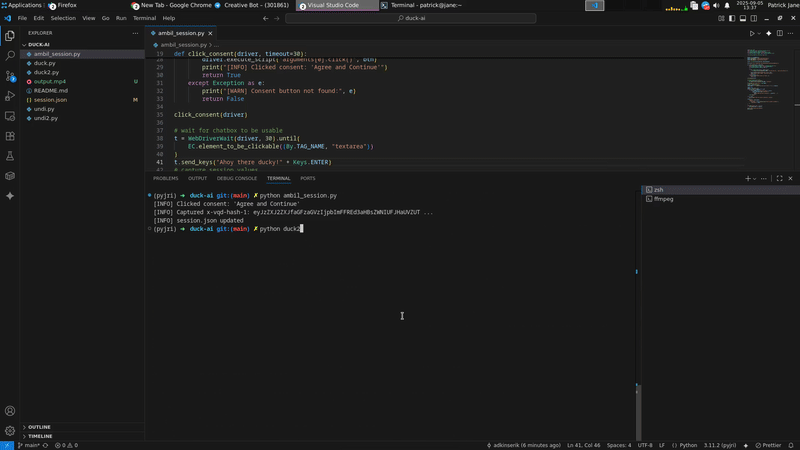 Applications
Firefox
New Tab - Google Chrome
Creative Bot - (301861)
Visual Studio Code
Terminal - patrick@jane:~
2025-09-05
13:37
Patrick Jane
File Edit Selection View Go Run Terminal Help
duck-ai
EXPLORER
DUCK-AI
ambil_session.py
duck.py
duck2.py
output.mp4 U
README.md
session.json M
undi.py
undi2.py
OUTLINE
TIMELINE
ambil_session.py
ambil_session.py > ...
19 def click_consent(driver, timeout=30):
28 driver.execute_script("arguments[0].click()", btn)
29 print("[INFO] Clicked consent: 'Agree and Continue'")
30 return True
31 except Exception as e:
32 print("[WARN] Consent button not found:", e)
33 return False
34
35 click_consent(driver)
36
37 # wait for chatbox to be usable
38 t = WebDriverWait(driver, 30).until(
39 EC.element_to_be_clickable((By.TAG_NAME, "textarea"))
40 )
41 t.send_keys("Ahoy there ducky!" + Keys.ENTER)
# capture session values
PROBLEMS OUTPUT DEBUG CONSOLE TERMINAL PORTS
(pyjri) ➜ duck-ai git:(main) ✗ python ambil_session.py
[INFO] Clicked consent: 'Agree and Continue'
[INFO] Captured x-vqd-hash-1: eyJzZXJ2ZXJfaGFzaGVzIjpbImFFREd3aHBsZWNIUFJHaUVZUT ...
[INFO] session.json updated
(pyjri) ➜ duck-ai git:(main) ✗ python duck2
zsh
ffmpeg
main*
0 0
adkinserik (6 minutes ago)
Ln 41, Col 46
Spaces: 4
UTF-8
LF
Python
3.11.2 (pyjri)
Prettier